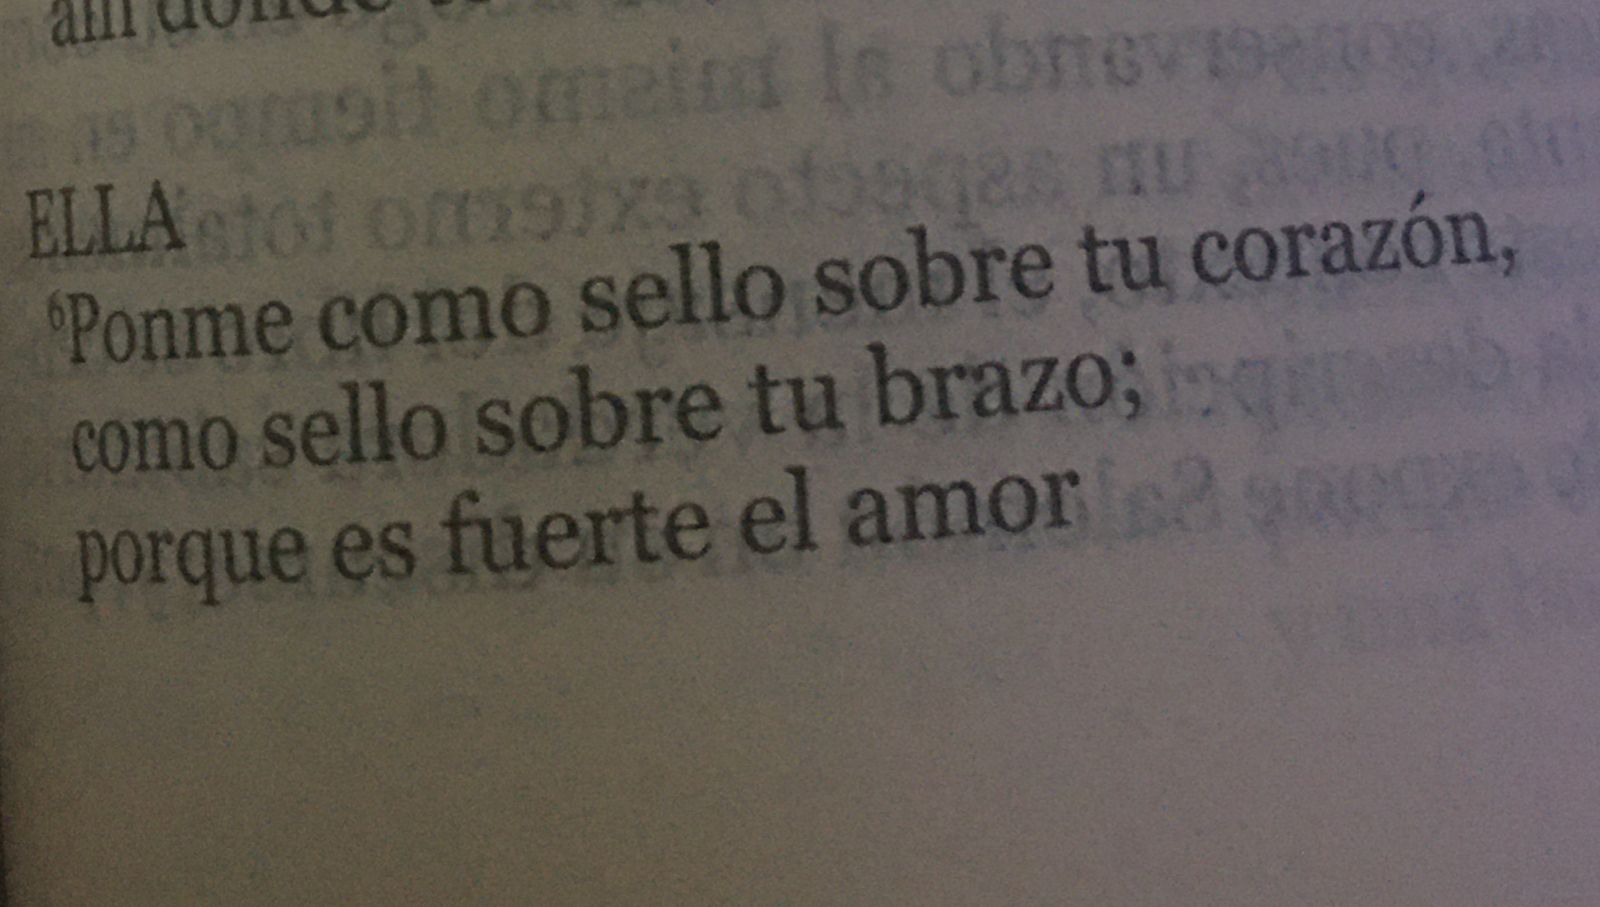 ELLA
⁶Ponme como sello sobre tu corazón,
como sello sobre tu brazo;
porque es fuerte el amor